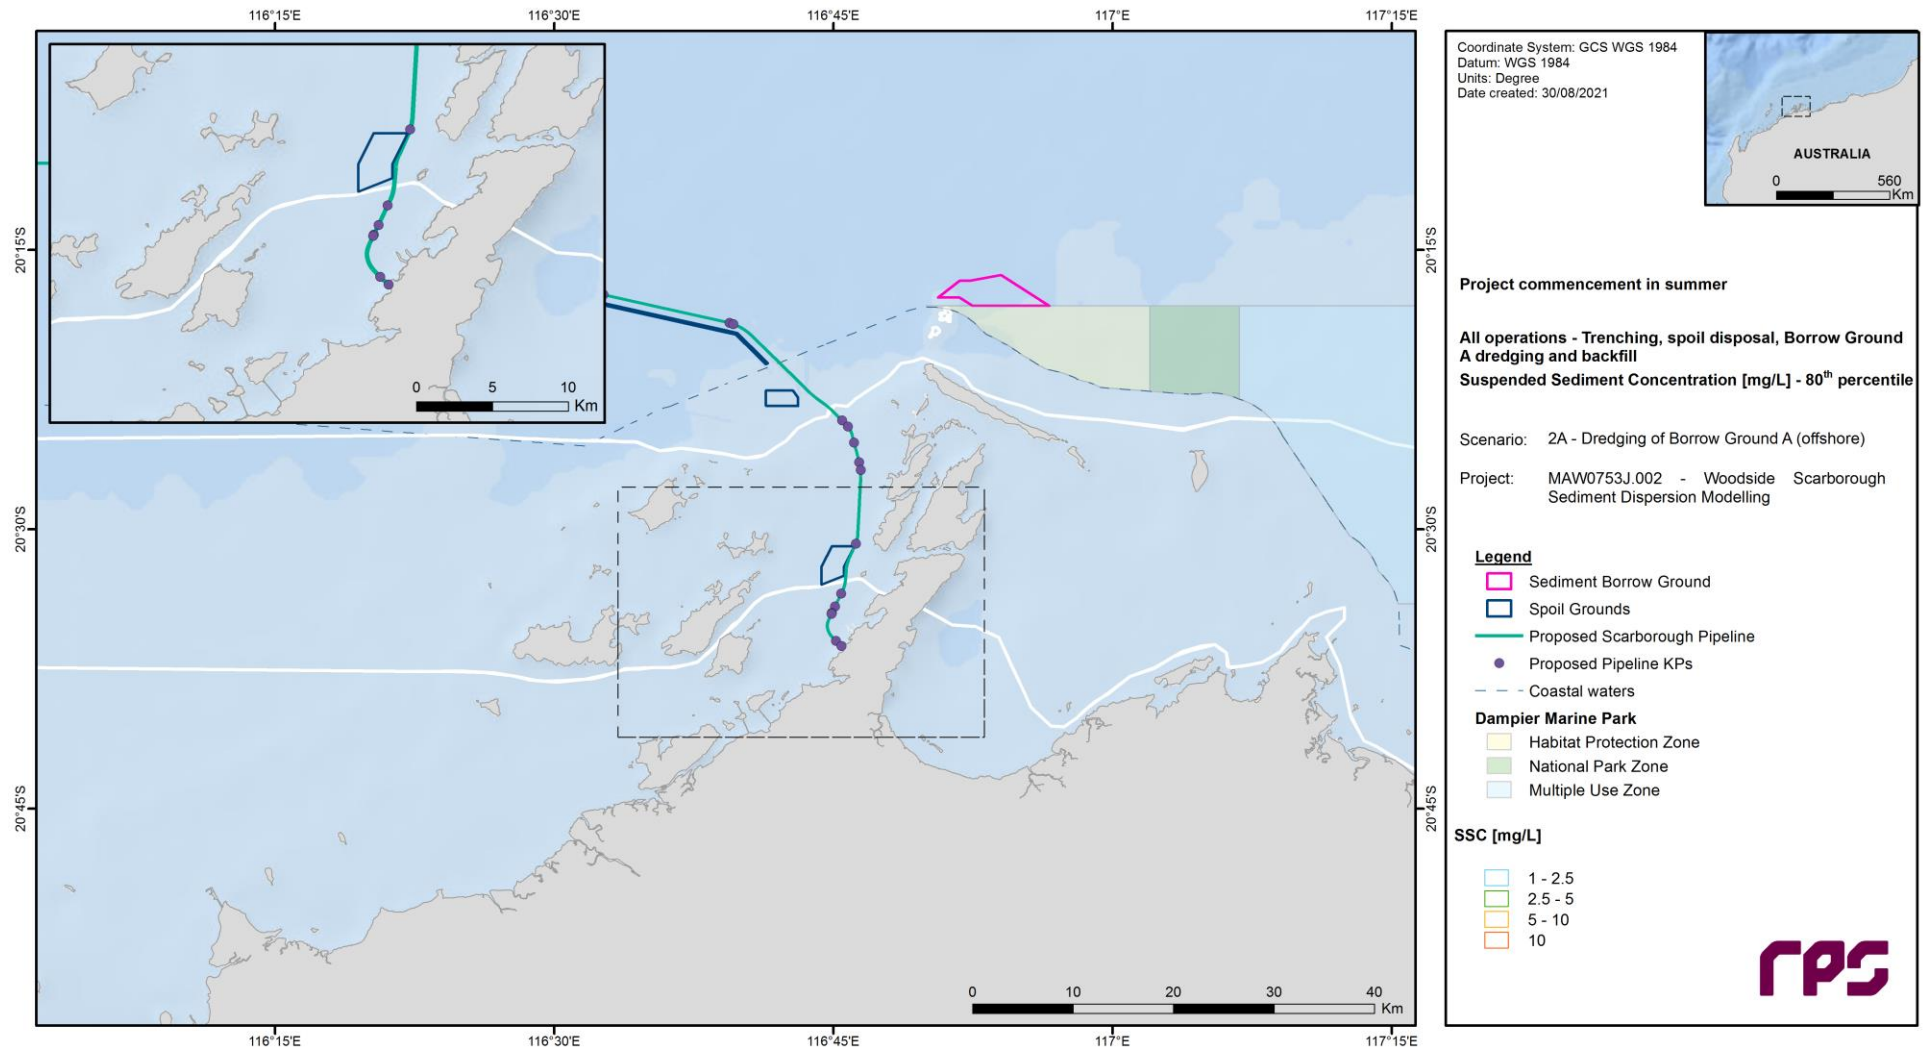 116°15'E
116°30'E
116°45'E
117°E
117°15'E
20°15'S
20°30'S
20°45'S
0 5 10
Km
0 10 20 30 40
Km
20°15'S
20°30'S
20°45'S
116°15'E
116°30'E
116°45'E
117°E
117°15'E
Coordinate System: GCS WGS 1984
Datum: WGS 1984
Units: Degree
Date created: 30/08/2021
AUSTRALIA
0 560
Km
Project commencement in summer
All operations - Trenching, spoil disposal, Borrow Ground
A dredging and backfill
Suspended Sediment Concentration [mg/L] - 80th percentile
Scenario: 2A - Dredging of Borrow Ground A (offshore)
Project: MAW0753J.002 - Woodside Scarborough
Sediment Dispersion Modelling
Legend
Sediment Borrow Ground
Spoil Grounds
Proposed Scarborough Pipeline
Proposed Pipeline KPs
Coastal waters
Dampier Marine Park
Habitat Protection Zone
National Park Zone
Multiple Use Zone
SSC [mg/L]
1 - 2.5
2.5 - 5
5 - 10
10
rps